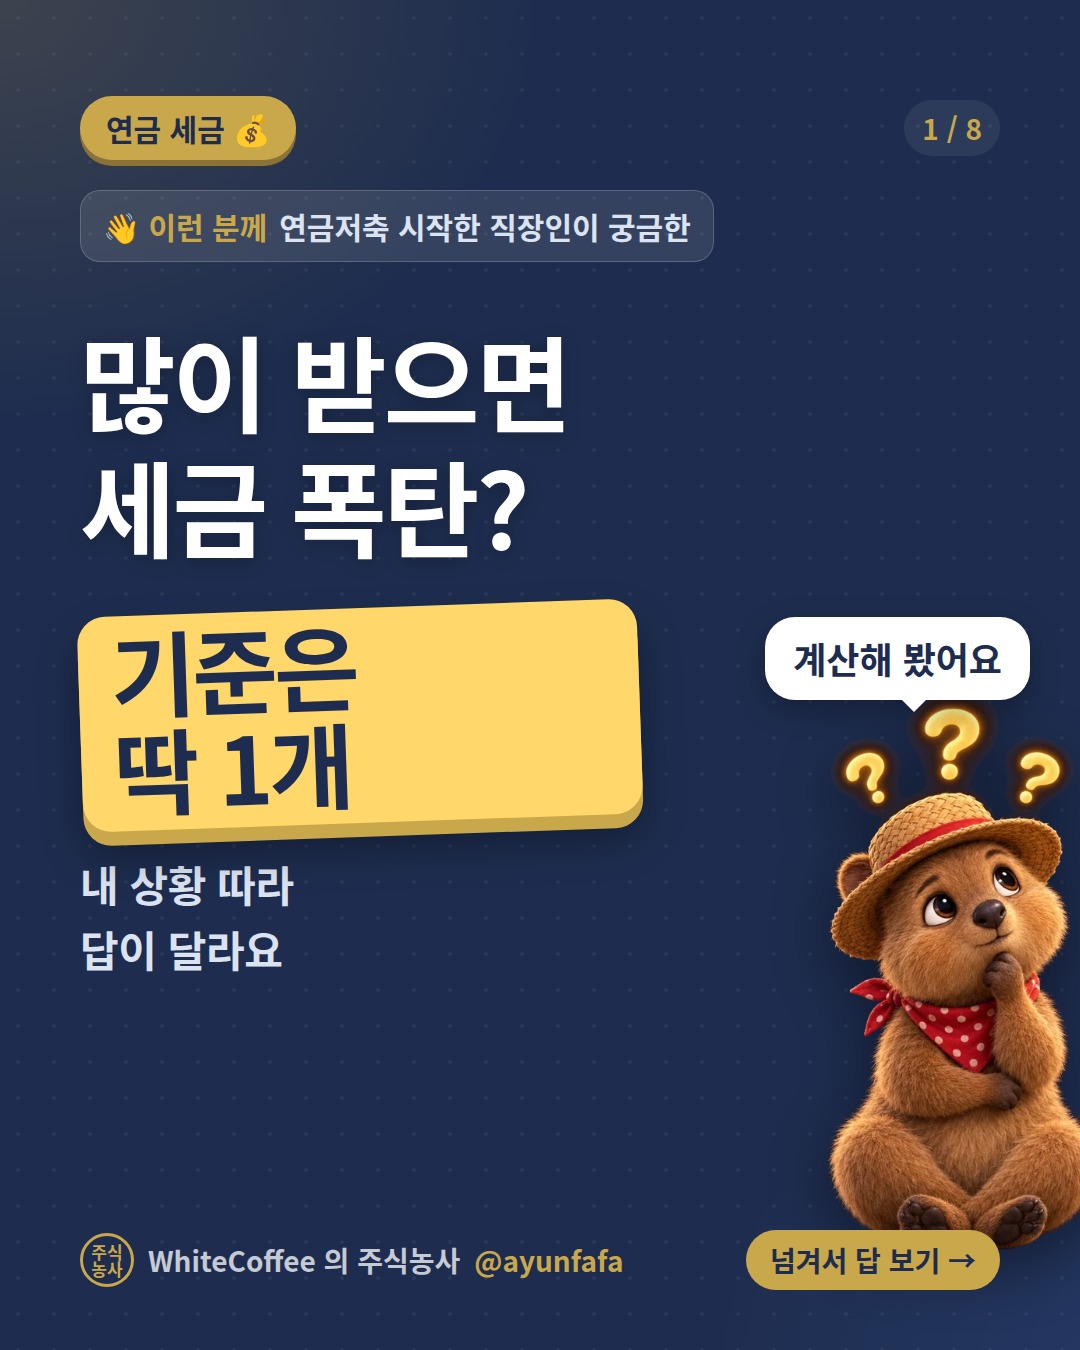 연금 세금 💰
1 / 8
👋 이런 분께 연금저축 시작한 직장인이 궁금한
많이 받으면
세금 폭탄?
기준은
딱 1개
계산해 봤어요
? ? ?
내 상황 따라
답이 달라요
주식
농사
WhiteCoffee 의 주식농사 @ayunfafa
넘겨서 답 보기 →